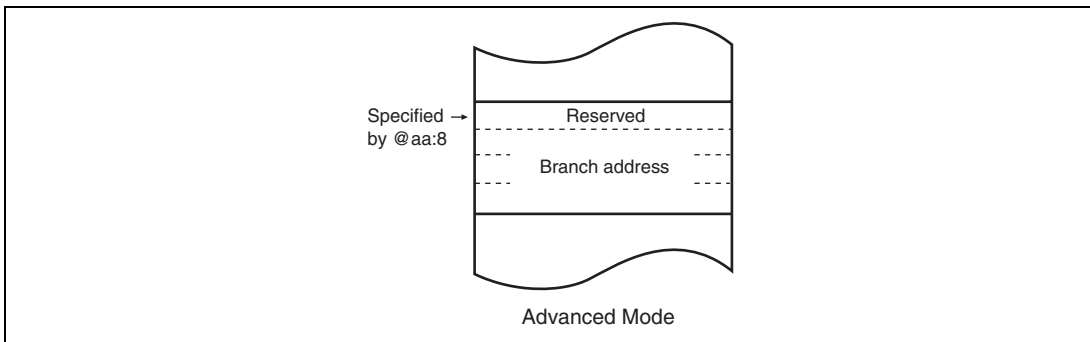 Specified →
by @aa:8
Reserved
Branch address
Advanced Mode